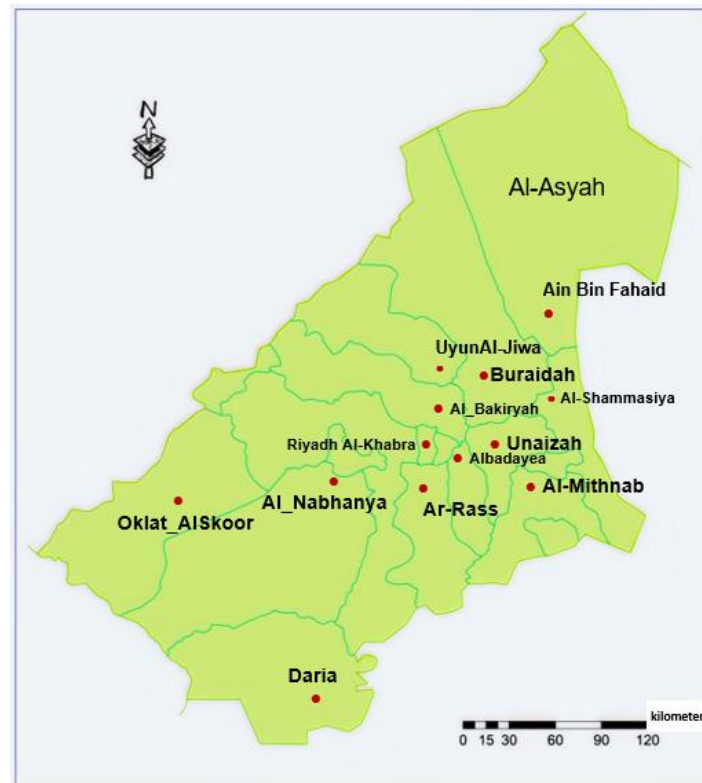 N
Al-Asyah
Ain Bin Fahaid
UyunAl-Jiwa
Buraidah
Al-Shammasiya
Al_Bakiryah
Riyadh Al-Khabra
Unaizah
Albadayea
Al_Nabhanya
Al-Mithnab
Ar-Rass
Oklat_AlSkoor
Daria
kilometer
0 15 30 60 90 120